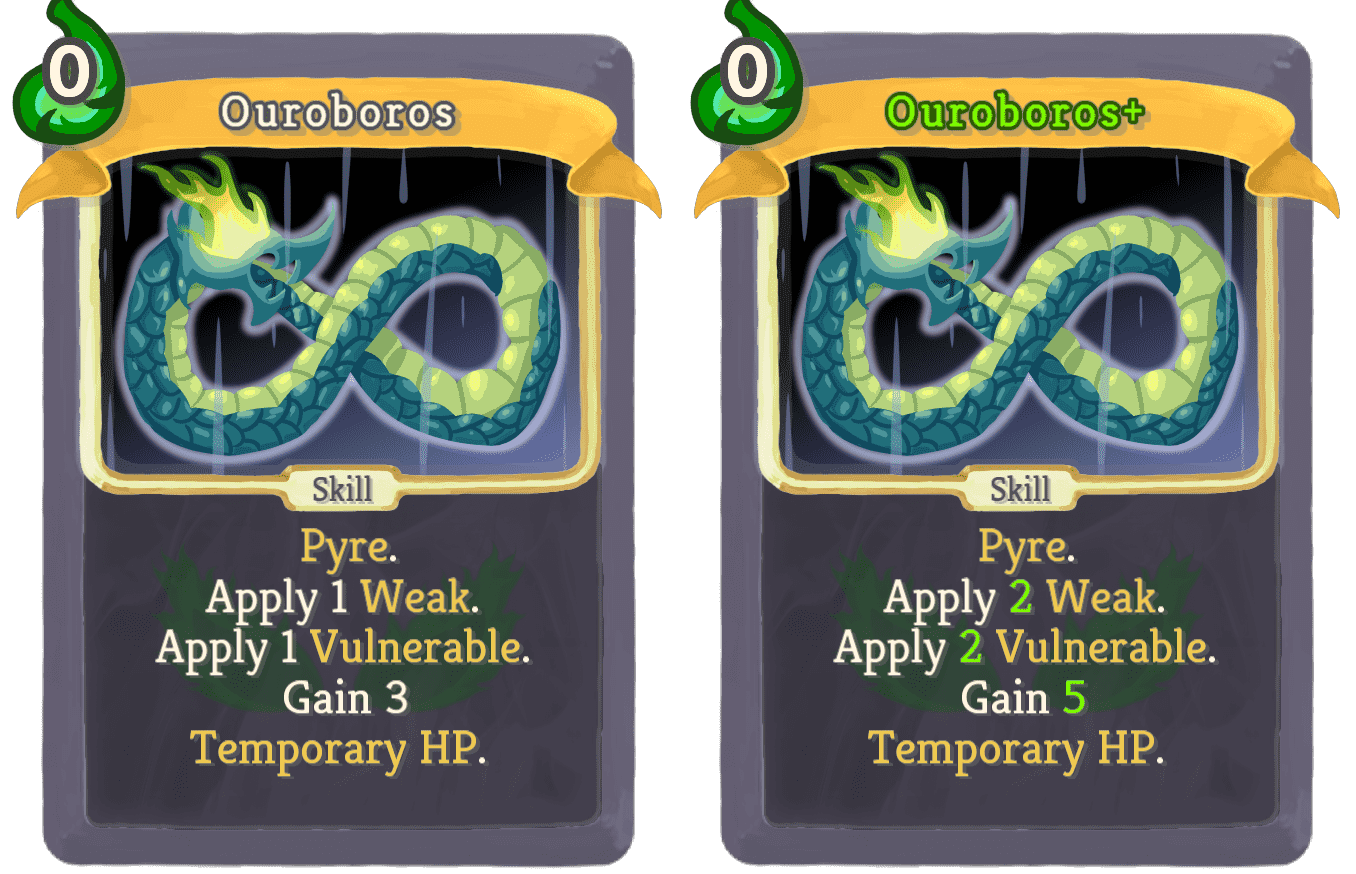 0
Ouroboros
Skill
Pyre.
Apply 1 Weak.
Apply 1 Vulnerable.
Gain 3
Temporary HP.
0
Ouroboros+
Skill
Pyre.
Apply 2 Weak.
Apply 2 Vulnerable.
Gain 5
Temporary HP.